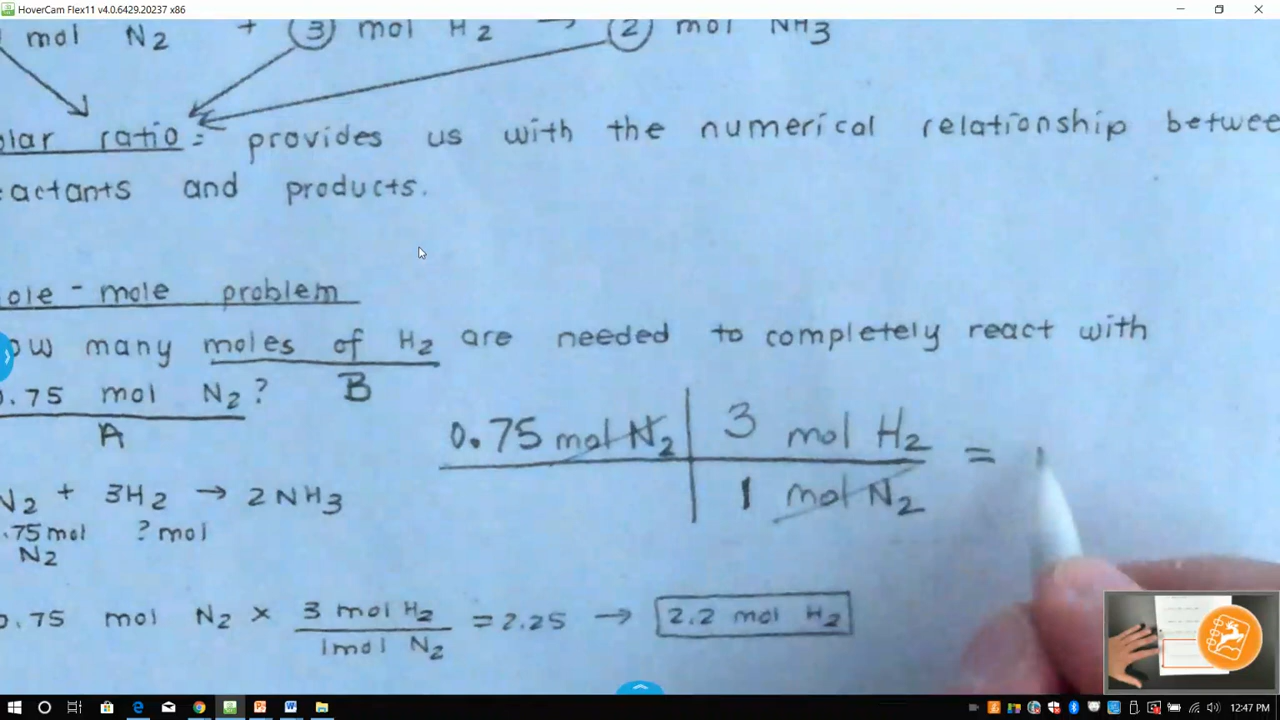 HoverCam Flex11 v4.0.6429.20237 x86
mol N₂ + 3 mol H₂ → 2 mol NH₃
olar ratio = provides us with the numerical relationship betwee
eactants and products.
ole - mole problem
ow many moles of H₂ are needed to completely react with
0.75 mol N₂? B
A
0.75 mol N₂ | 3 mol H₂ =
1 mol N₂
N₂ + 3H₂ → 2NH₃
.75 mol ? mol
N₂
0.75 mol N₂ × 3 mol H₂ = 2.25 → 2.2 mol H₂
1mol N₂
12:47 PM